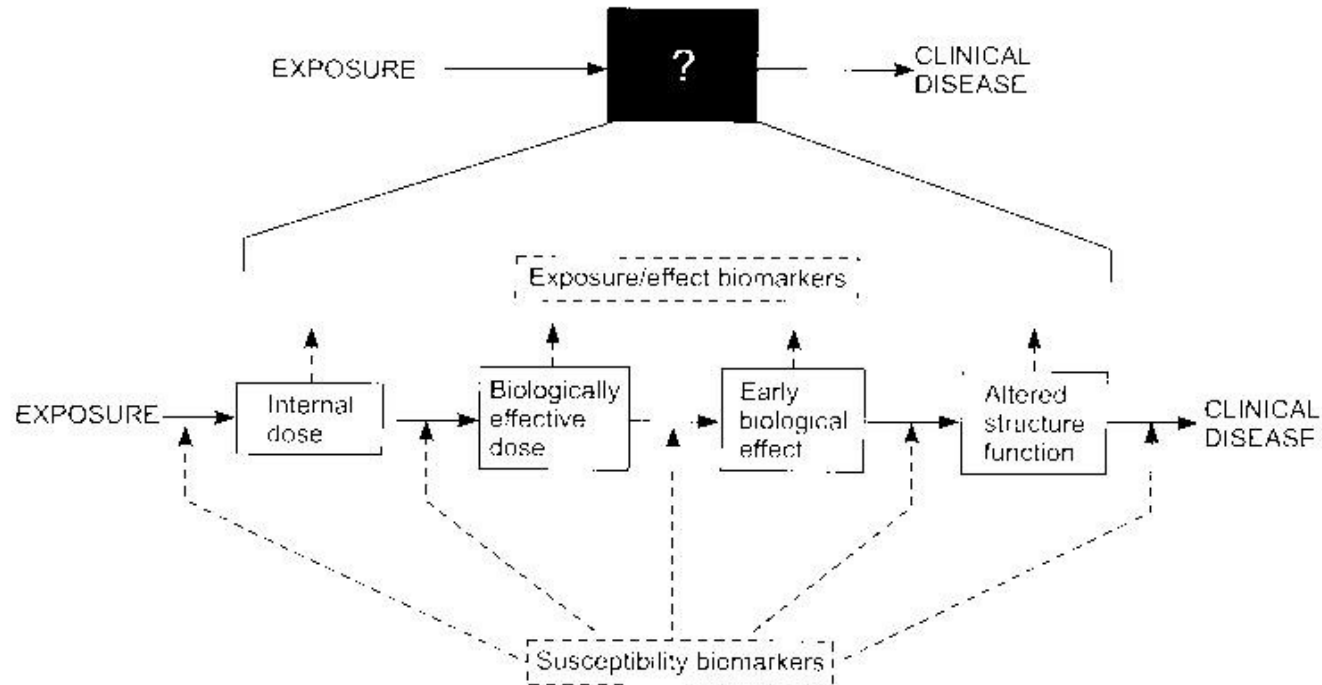 EXPOSURE
?
CLINICAL
DISEASE
Exposure/effect biomarkers
EXPOSURE
Internal
dose
Biologically
effective
dose
Early
biological
effect
Altered
structure
function
CLINICAL
DISEASE
Susceptibility biomarkers